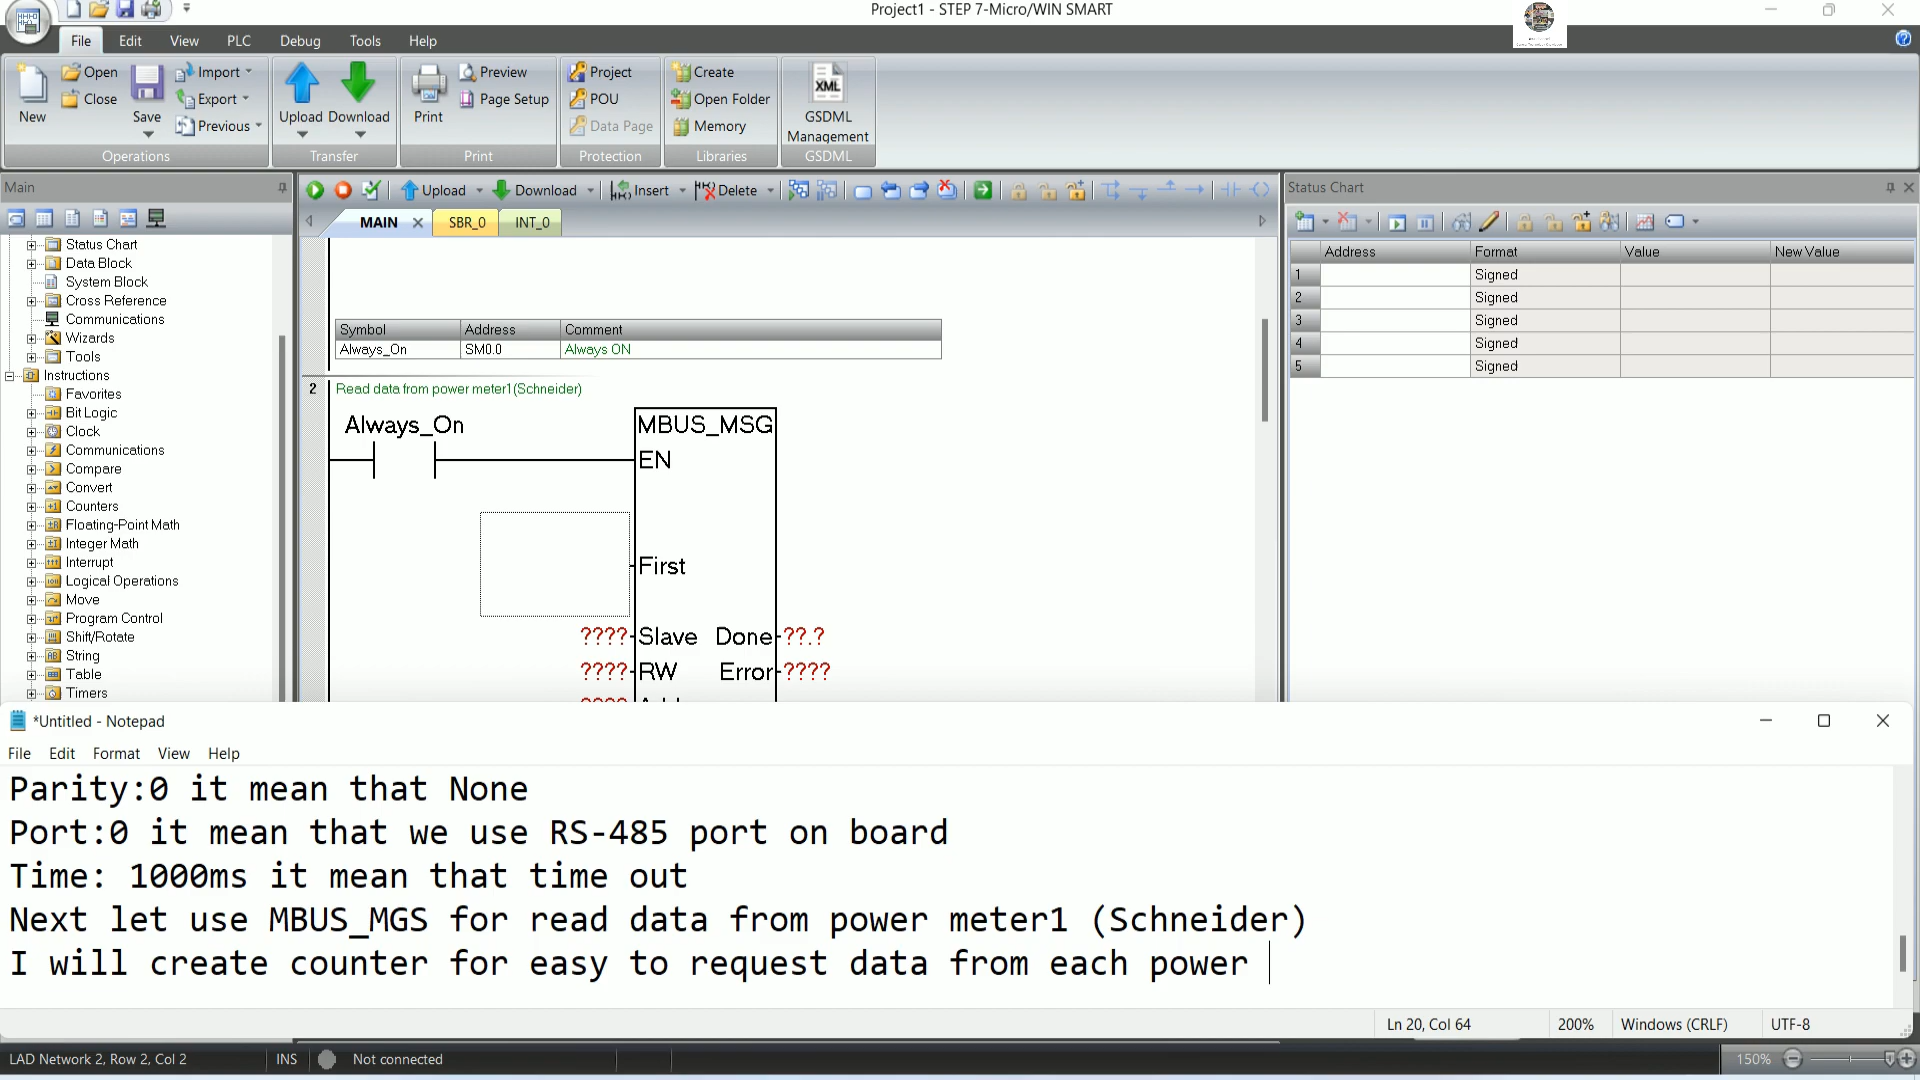 Project1 - STEP 7-Micro/WIN SMART
File Edit View PLC Debug Tools Help
New
Open
Close
Save
Import
Export
Previous
Operations
Upload
Download
Transfer
Print
Preview
Page Setup
Print
Project
POU
Data Page
Protection
Create
Open Folder
Memory
Libraries
XML
GSDML
Management
GSDML
Main
Status Chart
Data Block
System Block
Cross Reference
Communications
Wizards
Tools
Instructions
Favorites
Bit Logic
Clock
Communications
Compare
Convert
Counters
Floating-Point Math
Integer Math
Interrupt
Logical Operations
Move
Program Control
Shift/Rotate
String
Table
Timers
Upload Download Insert Delete
MAIN SBR_0 INT_0
Symbol Address Comment
Always_On SM0.0 Always ON
2 Read data from power meter1(Schneider)
Always_On MBUS_MSG
EN
First
????-Slave Done-??.?
????-RW Error-????
Status Chart
Address Format Value New Value
1 Signed
2 Signed
3 Signed
4 Signed
5 Signed
*Untitled - Notepad
File Edit Format View Help
Parity:0 it mean that None
Port:0 it mean that we use RS-485 port on board
Time: 1000ms it mean that time out
Next let use MBUS_MGS for read data from power meter1 (Schneider)
I will create counter for easy to request data from each power
Ln 20, Col 64 200% Windows (CRLF) UTF-8
LAD Network 2, Row 2, Col 2 INS Not connected 150%